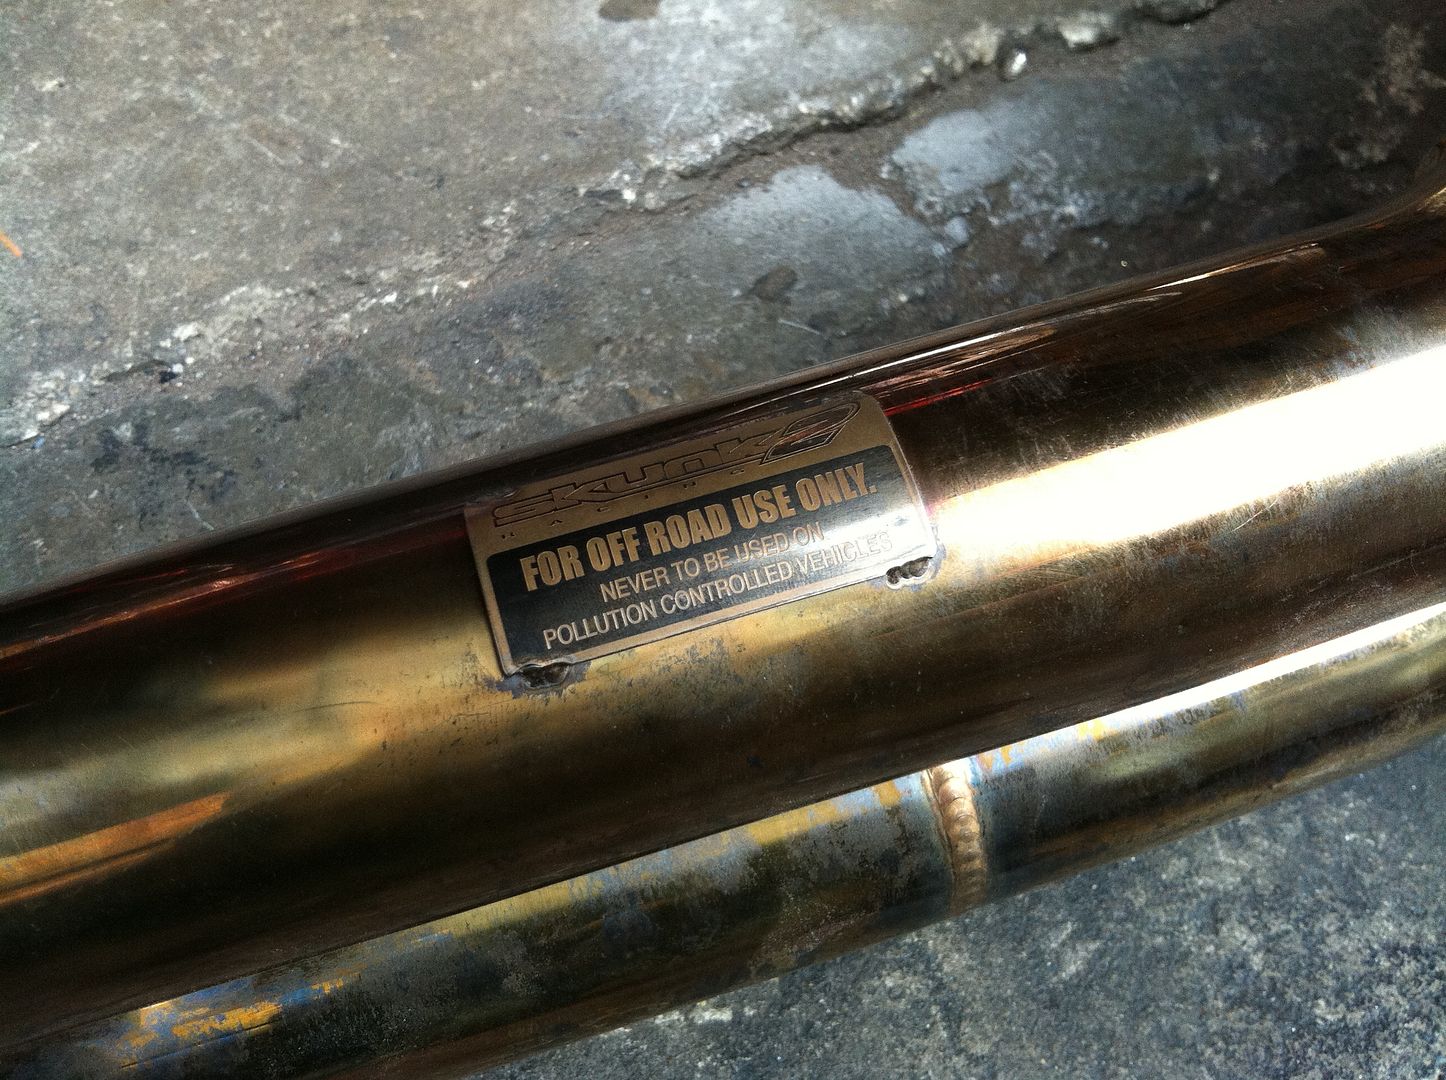 skunk2
RACING
FOR OFF ROAD USE ONLY.
NEVER TO BE USED ON
POLLUTION CONTROLLED VEHICLES